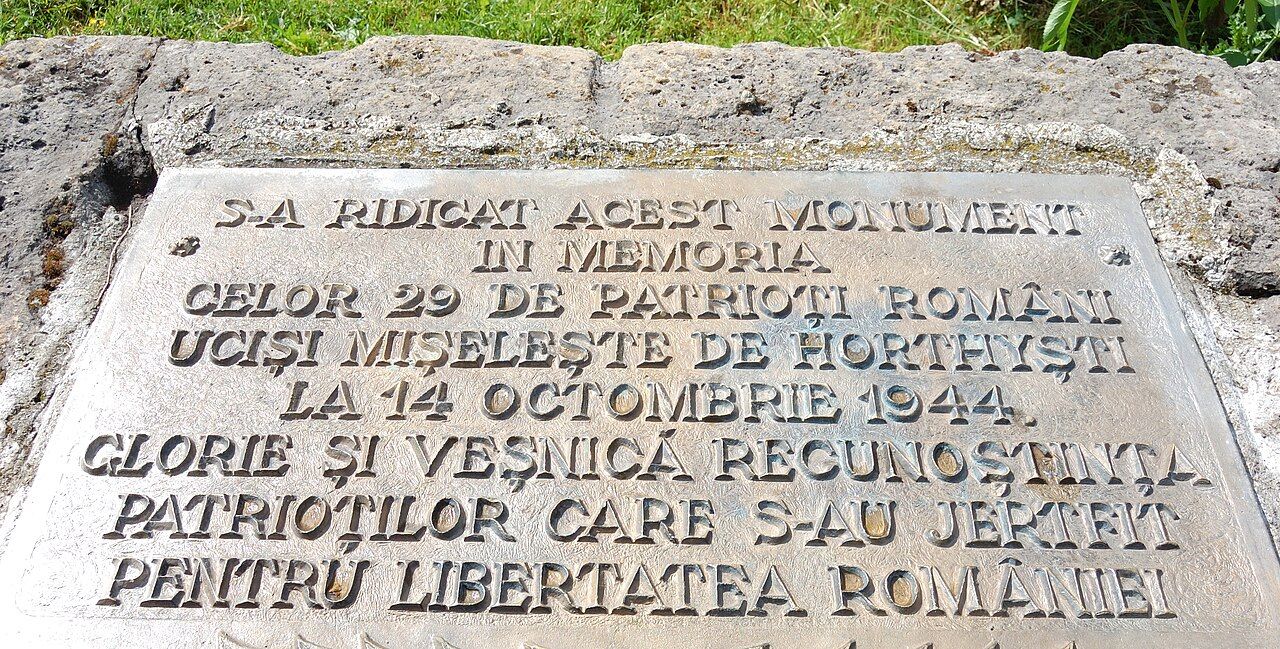 S-A RIDICAT ACEST MONUMENT
IN MEMORIA
CELOR 29 DE PATRIOȚI ROMÂNI
UCIȘI MIȘELEȘTE DE HORTHYȘTI
LA 14 OCTOMBRIE 1944
GLORIE ȘI VEȘNICĂ RECUNOȘTINȚA
PATRIOȚILOR CARE S-AU JERTFIT
PENTRU LIBERTATEA ROMÂNIEI